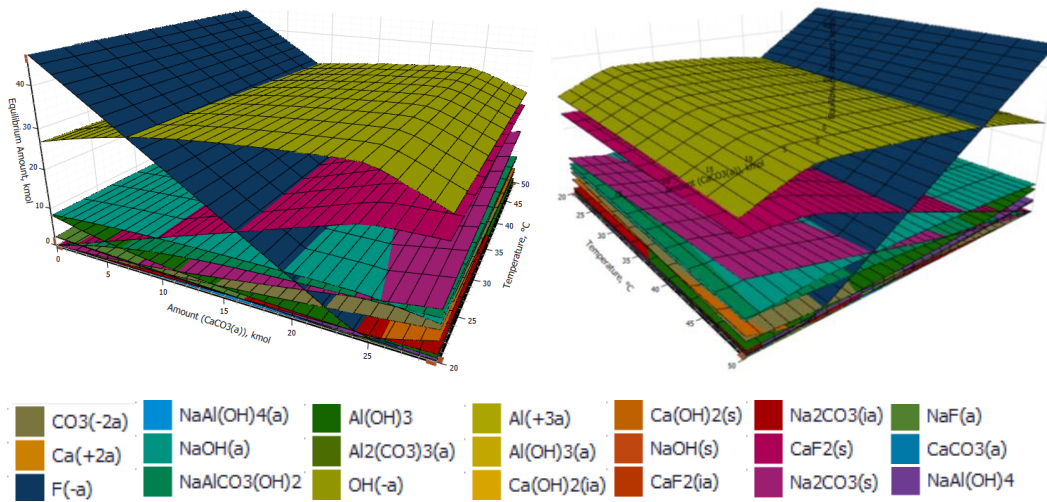 40
30
20
10
0
Equilibrium Amount, kmol
0
5
10
15
20
25
Amount (CaCO3(a)), kmol
20
25
30
35
40
45
50
Temperature, °C
20
25
30
35
40
45
50
Temperature, °C
15
10
5
CO3(-2a)
Ca(+2a)
F(-a)
NaAl(OH)4(a)
NaOH(a)
NaAlCO3(OH)2
Al(OH)3
Al2(CO3)3(a)
OH(-a)
Al(+3a)
Al(OH)3(a)
Ca(OH)2(ia)
Ca(OH)2(s)
NaOH(s)
CaF2(ia)
Na2CO3(ia)
CaF2(s)
Na2CO3(s)
NaF(a)
CaCO3(a)
NaAl(OH)4